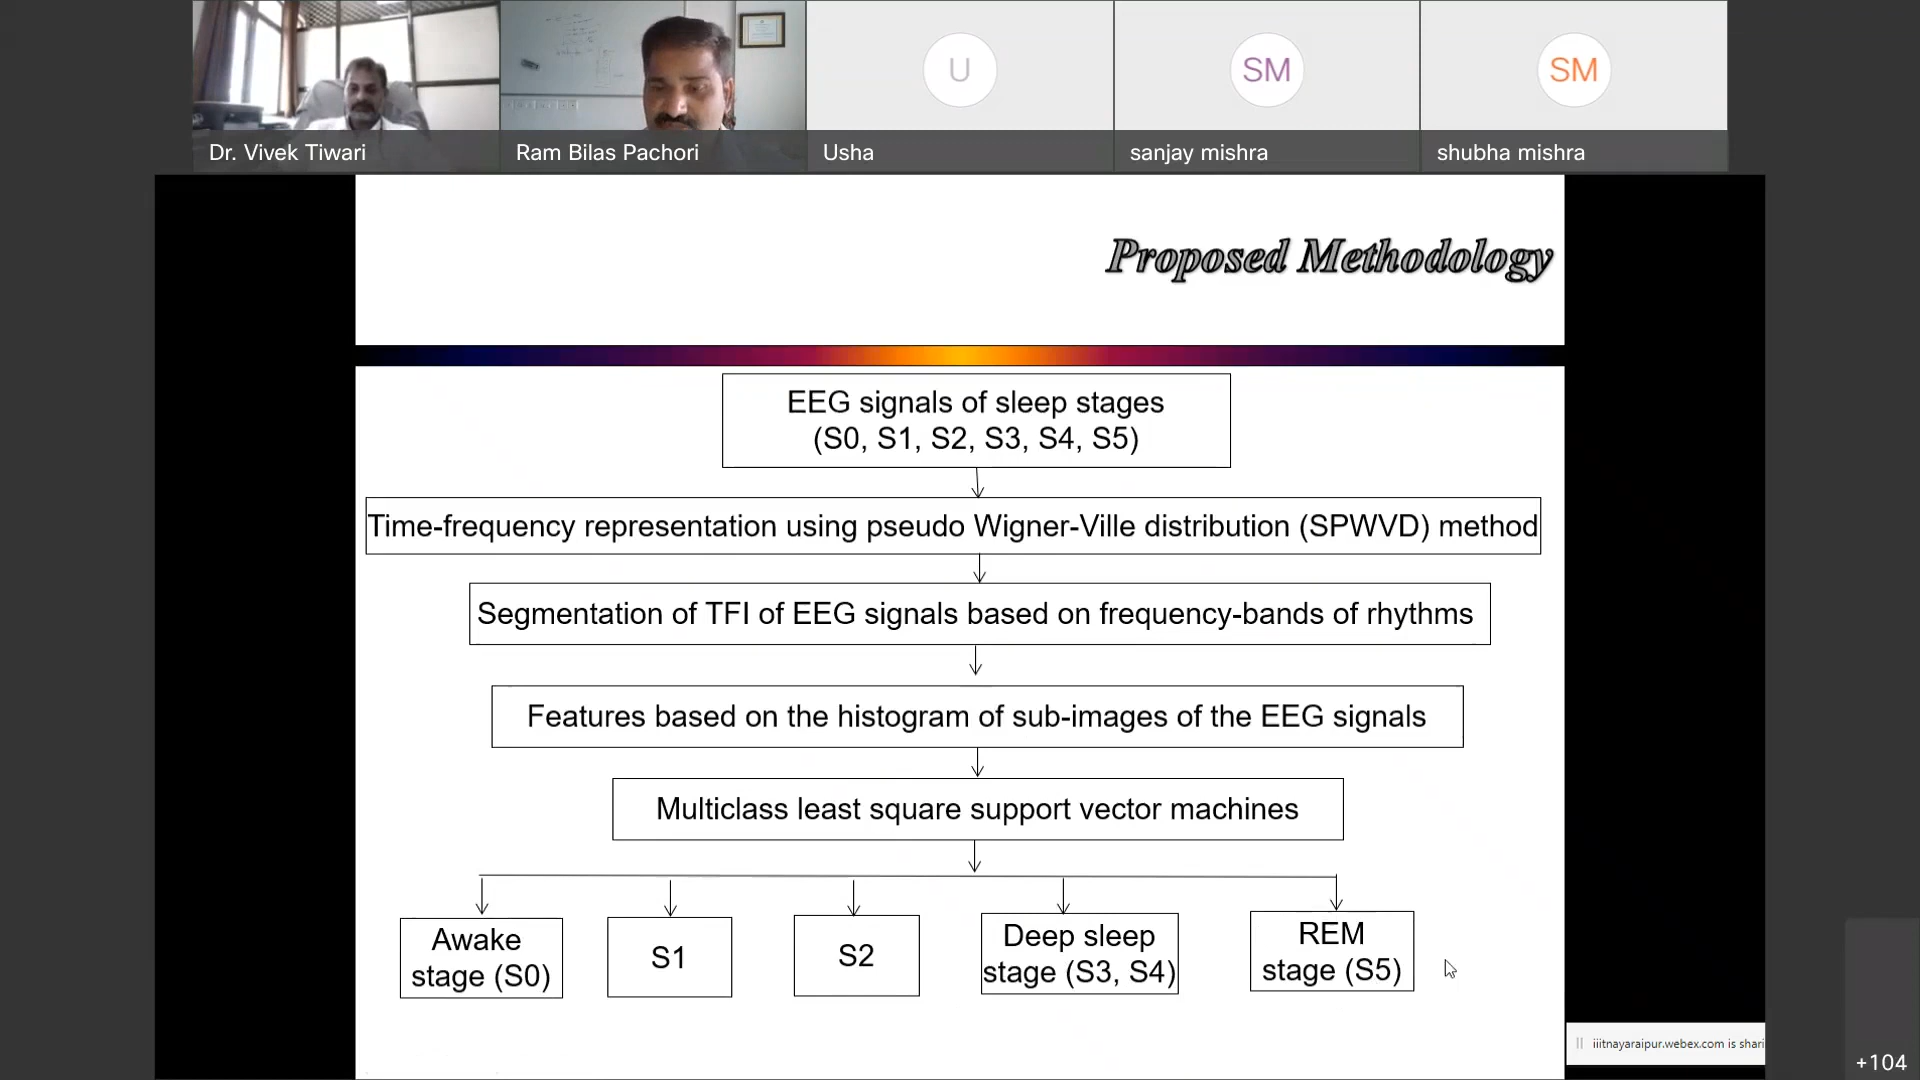 Dr. Vivek Tiwari
Ram Bilas Pachori
U
Usha
SM
sanjay mishra
SM
shubha mishra
Proposed Methodology
EEG signals of sleep stages
(S0, S1, S2, S3, S4, S5)
Time-frequency representation using pseudo Wigner-Ville distribution (SPWVD) method
Segmentation of TFI of EEG signals based on frequency-bands of rhythms
Features based on the histogram of sub-images of the EEG signals
Multiclass least square support vector machines
Awake
stage (S0)
S1
S2
Deep sleep
stage (S3, S4)
REM
stage (S5)
iiitnayaraipur.webex.com is shari
+104